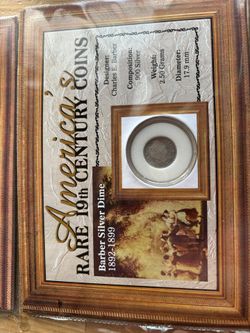 America's
RARE 19th CENTURY COINS
Designer:
Charles E. Barber
Composition:
.900 Silver
Weight:
2.50 Grams
Diameter:
17.9 mm
Barber Silver Dime
1892-1899